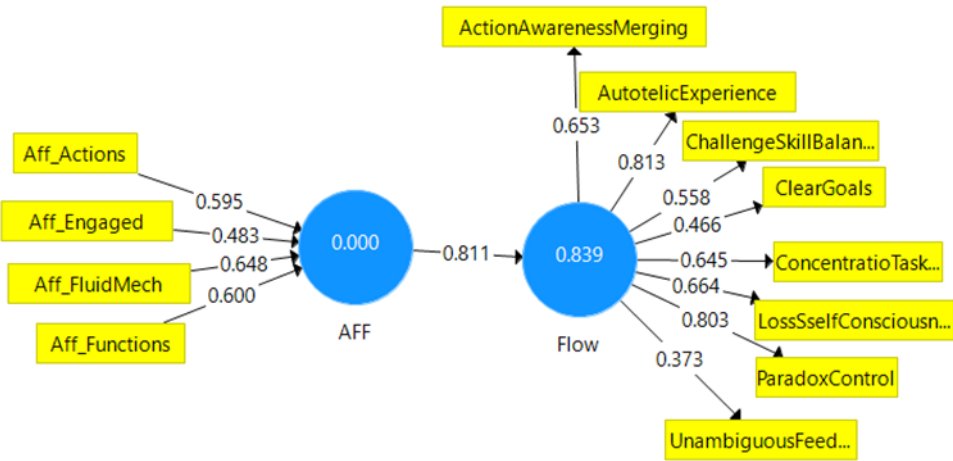 ActionAwarenessMerging
AutotelicExperience
0.653
ChallengeSkillBalan...
0.813
Aff_Actions
ClearGoals
0.558
0.595
Aff_Engaged
0.466
0.483
0.000
0.811
0.839
0.645
ConcentratioTask...
0.648
Aff_FluidMech
0.664
0.600
LossSselfConsciousn...
0.803
AFF
Flow
Aff_Functions
0.373
ParadoxControl
UnambiguousFeed...